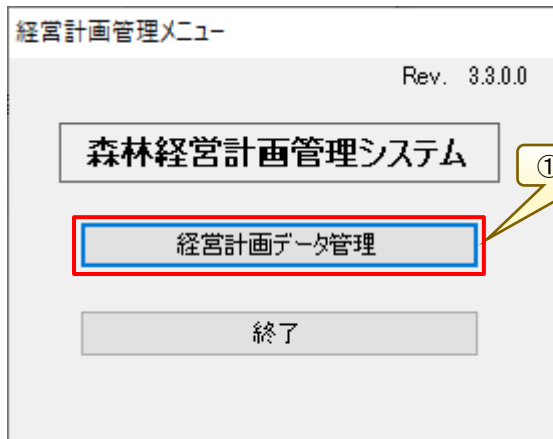 経営計画管理メニュー
Rev. 3.3.0.0
森林経営計画管理システム
①
経営計画データ管理
終了